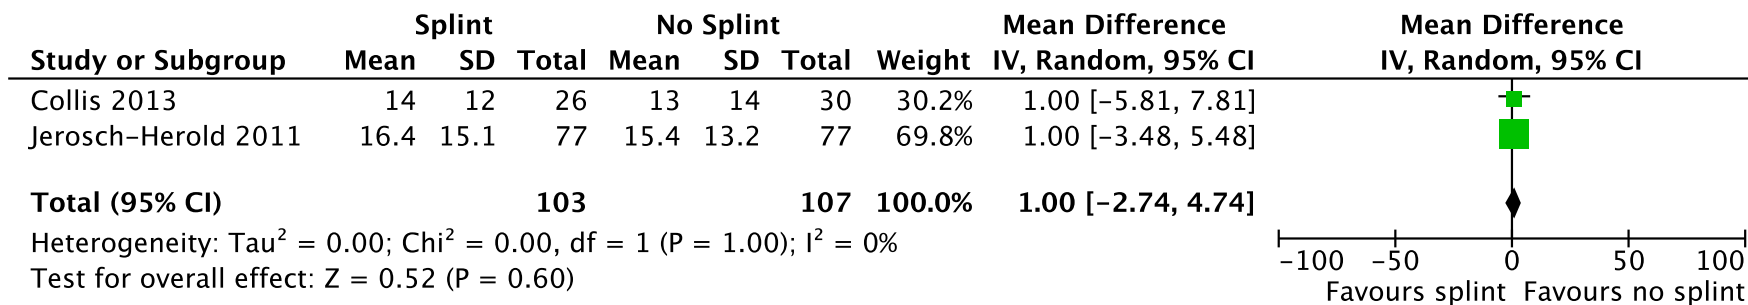 Splint No Splint Mean Difference Mean Difference
Study or Subgroup Mean SD Total Mean SD Total Weight IV, Random, 95% CI IV, Random, 95% CI
Collis 2013 14 12 26 13 14 30 30.2% 1.00 [−5.81, 7.81]
Jerosch−Herold 2011 16.4 15.1 77 15.4 13.2 77 69.8% 1.00 [−3.48, 5.48]
Total (95% CI) 103 107 100.0% 1.00 [−2.74, 4.74]
Heterogeneity: Tau² = 0.00; Chi² = 0.00, df = 1 (P = 1.00); I² = 0%
Test for overall effect: Z = 0.52 (P = 0.60)
−100 −50 0 50 100
Favours splint Favours no splint